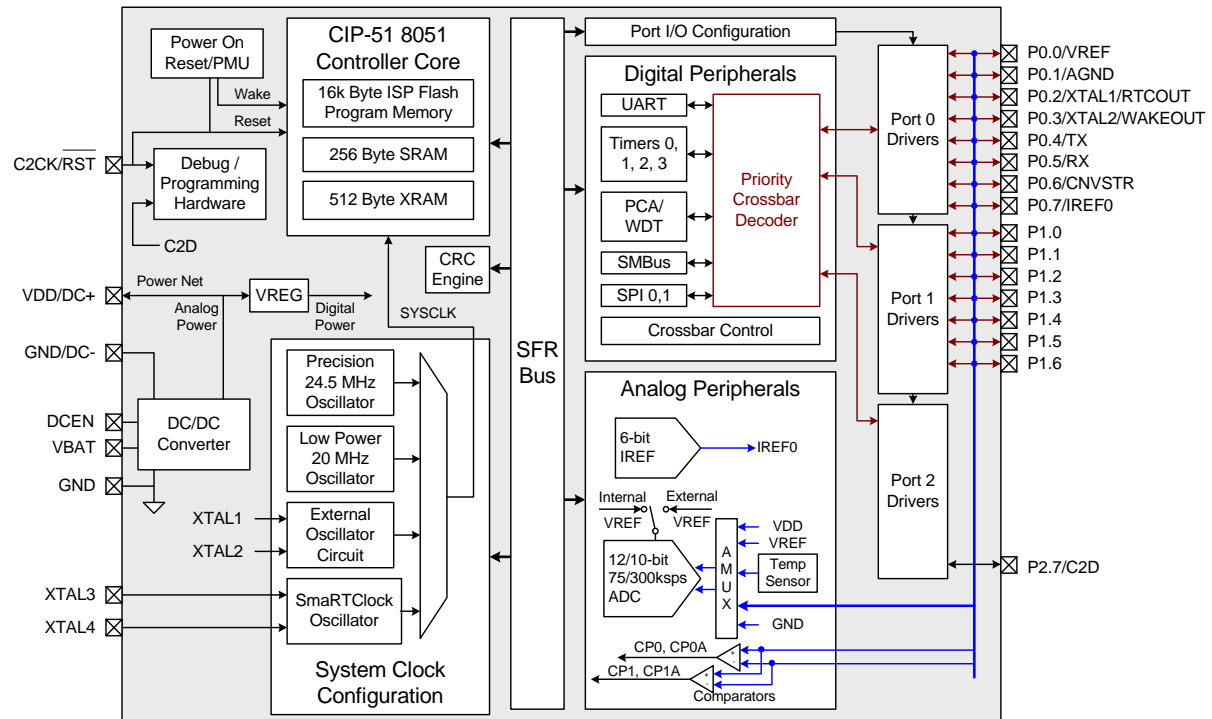 Power On
Reset/PMU
Wake
Reset
C2CK/RST
Debug /
Programming
Hardware
C2D
CIP-51 8051
Controller Core
16k Byte ISP Flash
Program Memory
256 Byte SRAM
512 Byte XRAM
CRC
Engine
Power Net
VDD/DC+
VREG
Analog
Power
Digital
Power
SYSCLK
GND/DC-
DCEN
VBAT
DC/DC
Converter
GND
XTAL1
XTAL2
XTAL3
XTAL4
Precision
24.5 MHz
Oscillator
Low Power
20 MHz
Oscillator
External
Oscillator
Circuit
SmaRTClock
Oscillator
System Clock
Configuration
SFR
Bus
Port I/O Configuration
Digital Peripherals
UART
Timers 0,
1, 2, 3
PCA/
WDT
SMBus
SPI 0,1
Priority
Crossbar
Decoder
Crossbar Control
Analog Peripherals
6-bit
IREF
IREF0
Internal
VREF
External
VREF
12/10-bit
75/300ksps
ADC
A
M
U
X
VDD
VREF
Temp
Sensor
GND
CP0, CP0A
+
-
CP1, CP1A
+
-
Comparators
Port 0
Drivers
Port 1
Drivers
Port 2
Drivers
P0.0/VREF
P0.1/AGND
P0.2/XTAL1/RTCOUT
P0.3/XTAL2/WAKEOUT
P0.4/TX
P0.5/RX
P0.6/CNVSTR
P0.7/IREF0
P1.0
P1.1
P1.2
P1.3
P1.4
P1.5
P1.6
P2.7/C2D